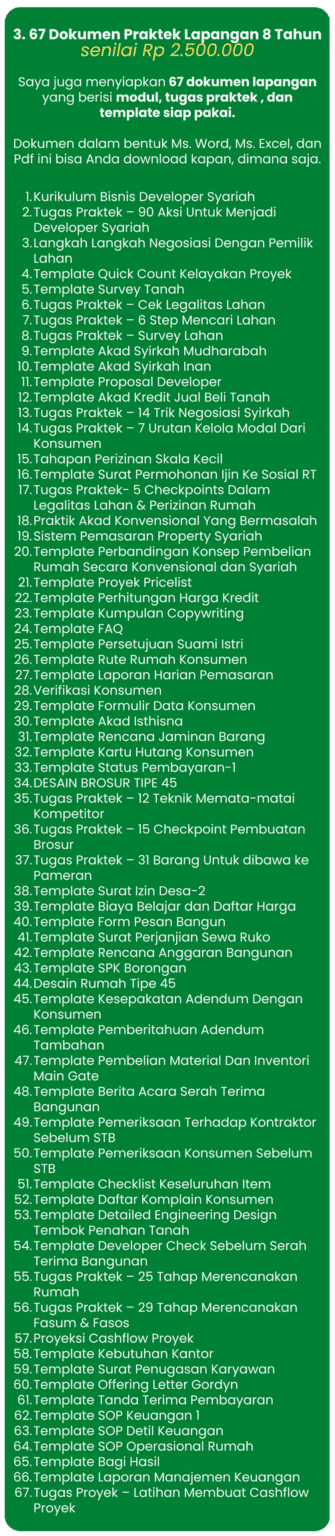 3. 67 Dokumen Praktek Lapangan 8 Tahun
senilai Rp 2.500.000
Saya juga menyiapkan 67 dokumen lapangan
yang berisi modul, tugas praktek , dan
template siap pakai.
Dokumen dalam bentuk Ms. Word, Ms. Excel, dan
Pdf ini bisa Anda download kapan, dimana saja.
1. Kurikulum Bisnis Developer Syariah
2. Tugas Praktek – 90 Aksi Untuk Menjadi
Developer Syariah
3. Langkah Langkah Negosiasi Dengan Pemilik
Lahan
4. Template Quick Count Kelayakan Proyek
5. Template Survey Tanah
6. Tugas Praktek – Cek Legalitas Lahan
7. Tugas Praktek – 6 Step Mencari Lahan
8. Tugas Praktek – Survey Lahan
9. Template Akad Syirkah Mudharabah
10. Template Akad Syirkah Inan
11. Template Proposal Developer
12. Template Akad Kredit Jual Beli Tanah
13. Tugas Praktek – 14 Trik Negosiasi Syirkah
14. Tugas Praktek – 7 Urutan Kelola Modal Dari
Konsumen
15. Tahapan Perizinan Skala Kecil
16. Template Surat Permohonan Ijin Ke Sosial RT
17. Tugas Praktek- 5 Checkpoints Dalam
Legalitas Lahan & Perizinan Rumah
18. Praktik Akad Konvensional Yang Bermasalah
19. Sistem Pemasaran Property Syariah
20. Template Perbandingan Konsep Pembelian
Rumah Secara Konvensional dan Syariah
21. Template Proyek Pricelist
22. Template Perhitungan Harga Kredit
23. Template Kumpulan Copywriting
24. Template FAQ
25. Template Persetujuan Suami Istri
26. Template Rute Rumah Konsumen
27. Template Laporan Harian Pemasaran
28. Verifikasi Konsumen
29. Template Formulir Data Konsumen
30. Template Akad Isthisna
31. Template Rencana Jaminan Barang
32. Template Kartu Hutang Konsumen
33. Template Status Pembayaran-1
34. DESAIN BROSUR TIPE 45
35. Tugas Praktek – 12 Teknik Memata-matai
Kompetitor
36. Tugas Praktek – 15 Checkpoint Pembuatan
Brosur
37. Tugas Praktek – 31 Barang Untuk dibawa ke
Pameran
38. Template Surat Izin Desa-2
39. Template Biaya Belajar dan Daftar Harga
40. Template Form Pesan Bangun
41. Template Surat Perjanjian Sewa Ruko
42. Template Rencana Anggaran Bangunan
43. Template SPK Borongan
44. Desain Rumah Tipe 45
45. Template Kesepakatan Adendum Dengan
Konsumen
46. Template Pemberitahuan Adendum
Tambahan
47. Template Pembelian Material Dan Inventori
Main Gate
48. Template Berita Acara Serah Terima
Bangunan
49. Template Pemeriksaan Terhadap Kontraktor
Sebelum STB
50. Template Pemeriksaan Konsumen Sebelum
STB
51. Template Checklist Keseluruhan Item
52. Template Daftar Komplain Konsumen
53. Template Detailed Engineering Design
Tembok Penahan Tanah
54. Template Developer Check Sebelum Serah
Terima Bangunan
55. Tugas Praktek – 25 Tahap Merencanakan
Rumah
56. Tugas Praktek – 29 Tahap Merencanakan
Fasum & Fasos
57. Proyeksi Cashflow Proyek
58. Template Kebutuhan Kantor
59. Template Surat Penugasan Karyawan
60. Template Offering Letter Gordyn
61. Template Tanda Terima Pembayaran
62. Template SOP Keuangan 1
63. Template SOP Detil Keuangan
64. Template SOP Operasional Rumah
65. Template Bagi Hasil
66. Template Laporan Manajemen Keuangan
67. Tugas Proyek – Latihan Membuat Cashflow
Proyek